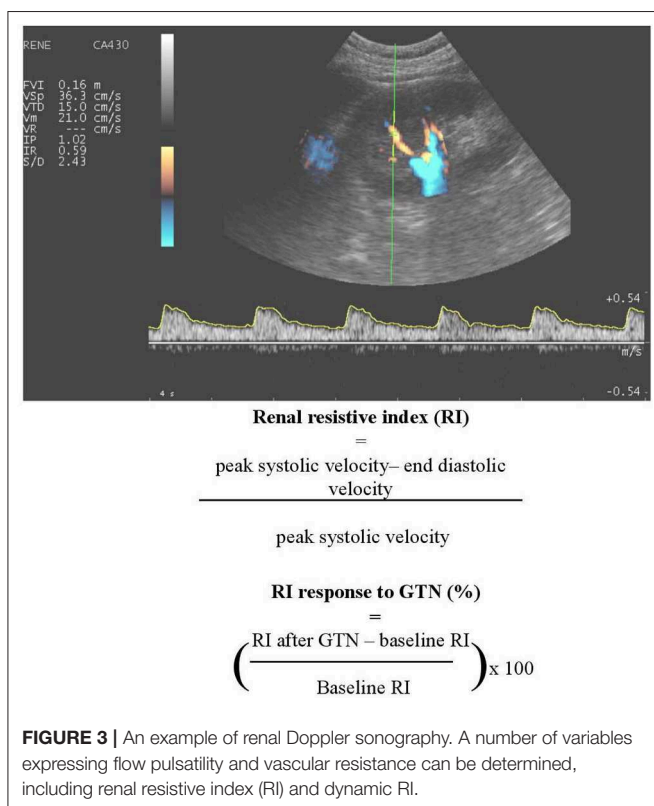 RENE CA430
FVI 0.16 m
VSp 36.3 cm/s
VTD 15.0 cm/s
Vm 21.0 cm/s
VR --- cm/s
IP 1.02
IR 0.59
S/D 2.43
+0.54
m/s
-0.54
4 s
Renal resistive index (RI)
=
peak systolic velocity– end diastolic
velocity
peak systolic velocity
RI response to GTN (%)
=
(RI after GTN – baseline RI
Baseline RI
) x 100
FIGURE 3 | An example of renal Doppler sonography. A number of variables
expressing flow pulsatility and vascular resistance can be determined,
including renal resistive index (RI) and dynamic RI.